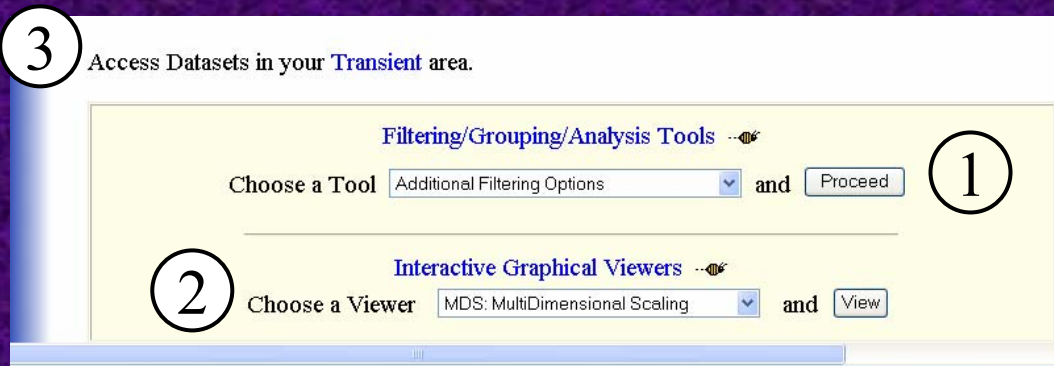 3
Access Datasets in your Transient area.
Filtering/Grouping/Analysis Tools
Choose a Tool Additional Filtering Options and Proceed
1
Interactive Graphical Viewers
2
Choose a Viewer MDS: MultiDimensional Scaling and View